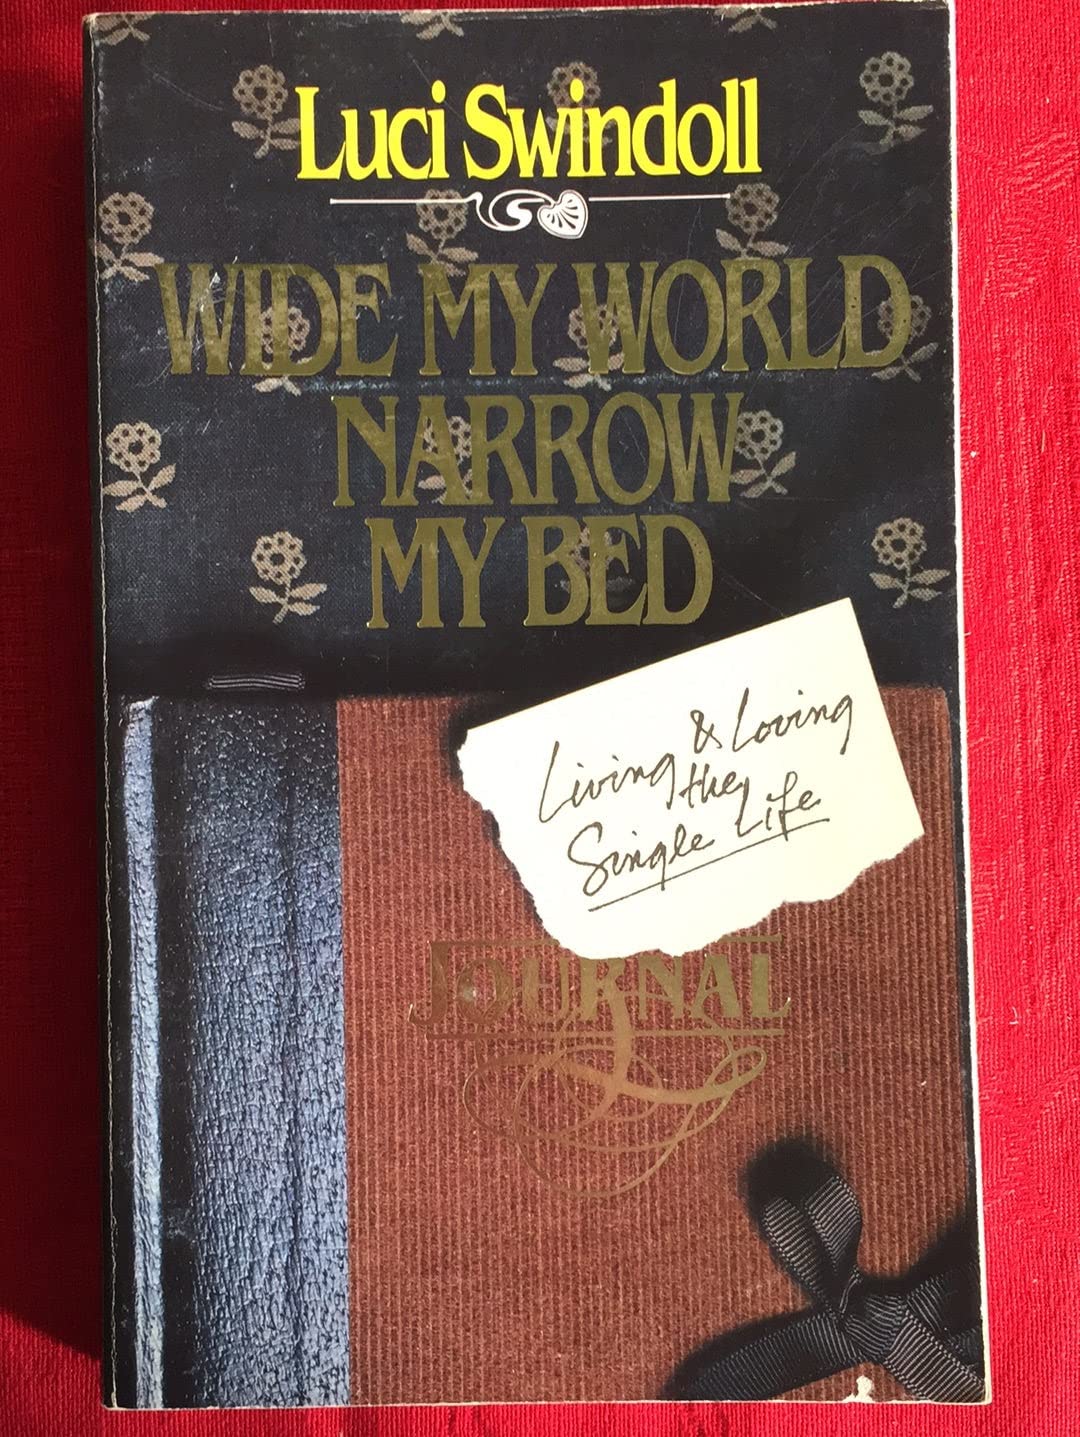 Luci Swindoll
WIDE MY WORLD
NARROW
MY BED
Living & Loving
the
Single Life
JOURNAL